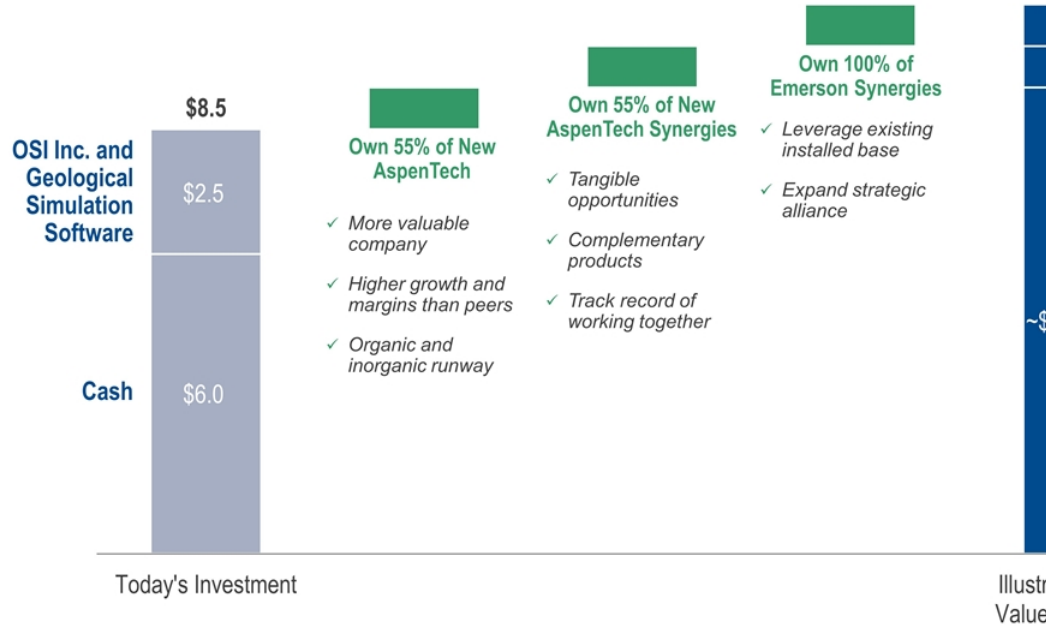 $8.5
OSI Inc. and
Geological
Simulation
Software
$2.5
Cash
$6.0
Today's Investment
Own 55% of New
AspenTech
✓ More valuable
company
✓ Higher growth and
margins than peers
✓ Organic and
inorganic runway
Own 55% of New
AspenTech Synergies
✓ Tangible
opportunities
✓ Complementary
products
✓ Track record of
working together
Own 100% of
Emerson Synergies
✓ Leverage existing
installed base
✓ Expand strategic
alliance
~$
Value